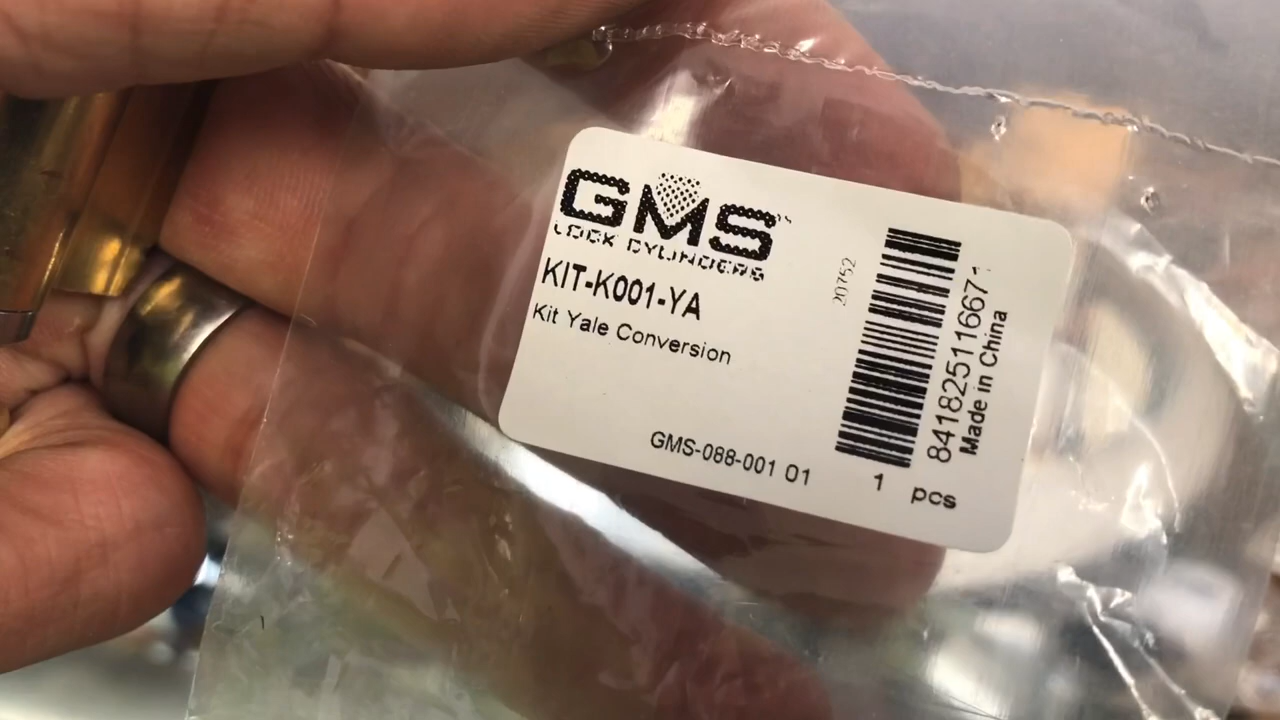 GMS™
LOCK CYLINDERS
KIT-K001-YA
Kit Yale Conversion
GMS-088-001 01
20752
841825116671
Made in China
1 pcs